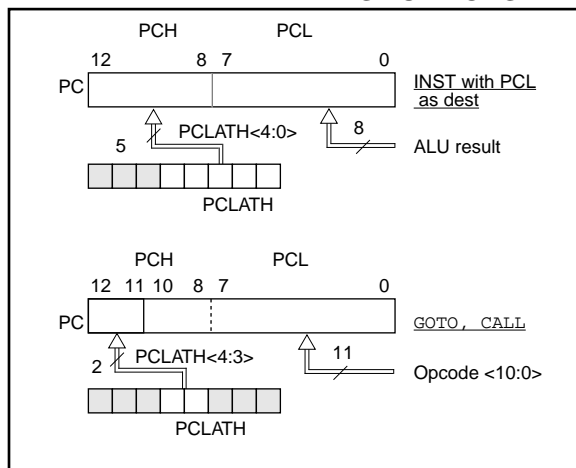 PCH PCL
12 8 7 0
PC
INST with PCL
as dest
PCLATH<4:0>
5
8
ALU result
PCLATH
PCH PCL
12 11 10 8 7 0
PC
GOTO, CALL
PCLATH<4:3>
2
11
Opcode <10:0>
PCLATH